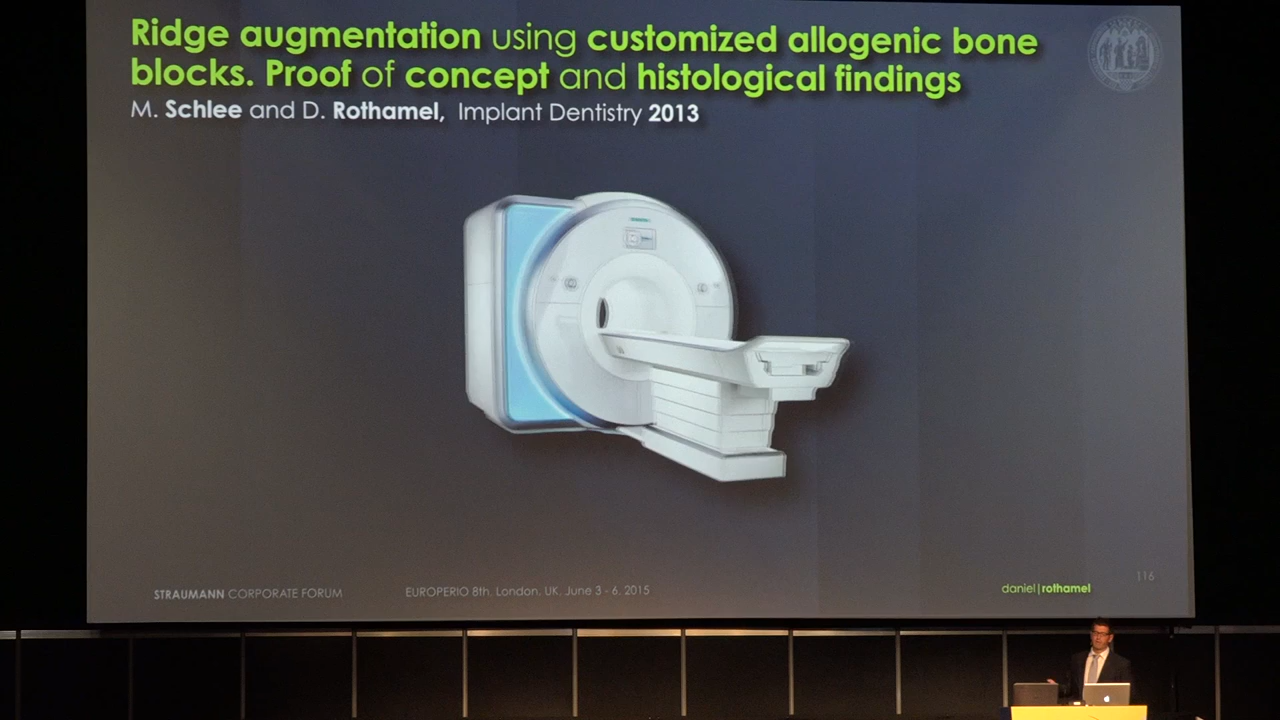 Ridge augmentation using customized allogenic bone
blocks. Proof of concept and histological findings
M. Schlee and D. Rothamel, Implant Dentistry 2013
116
STRAUMANN CORPORATE FORUM
EUROPERIO 8th, London, UK, June 3 - 6, 2015
daniel|rothamel